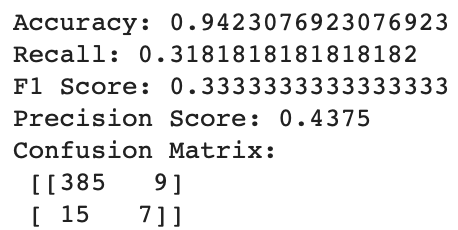 Accuracy: 0.9423076923076923
Recall: 0.3181818181818182
F1 Score: 0.3333333333333333
Precision Score: 0.4375
Confusion Matrix:
[[385   9]
[ 15   7]]